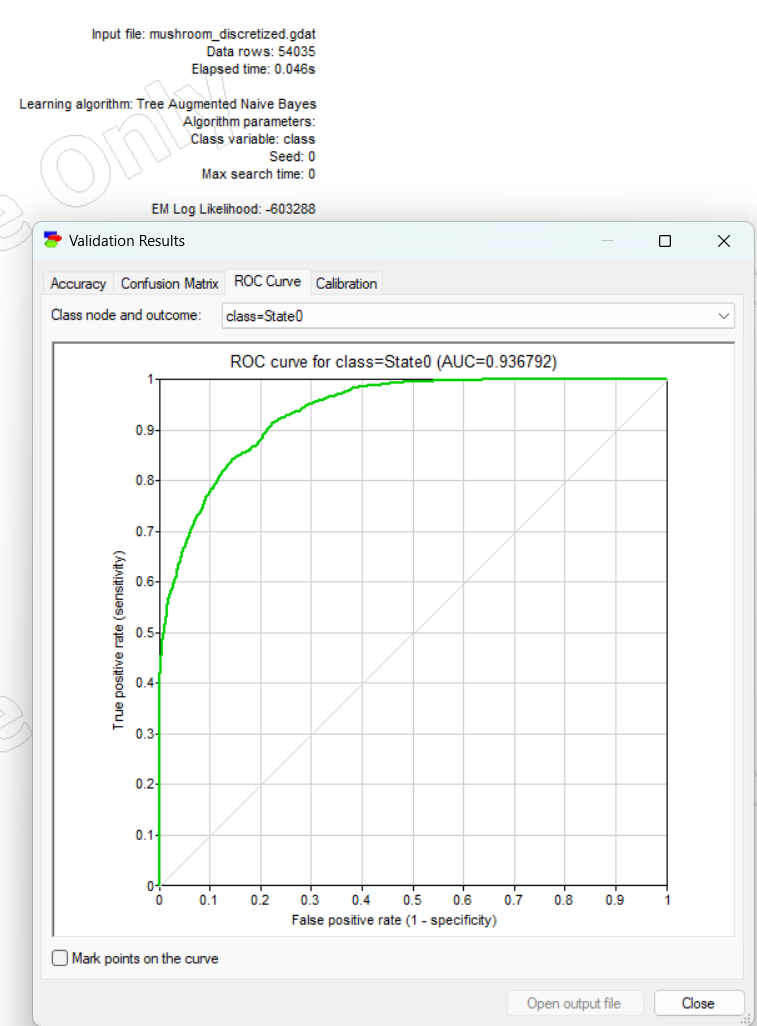 Input file: mushroom_discretized.gdat
Data rows: 54035
Elapsed time: 0.046s
Learning algorithm: Tree Augmented Naive Bayes
Algorithm parameters:
Class variable: class
Seed: 0
Max search time: 0
EM Log Likelihood: -603288
Only
e
e
Validation Results
Accuracy Confusion Matrix ROC Curve Calibration
Class node and outcome: class=State0
ROC curve for class=State0 (AUC=0.936792)
1
0.9
0.8
0.7
0.6
0.5
0.4
0.3
0.2
0.1
0
True positive rate (sensitivity)
0 0.1 0.2 0.3 0.4 0.5 0.6 0.7 0.8 0.9 1
False positive rate (1 - specificity)
Mark points on the curve
Open output file Close